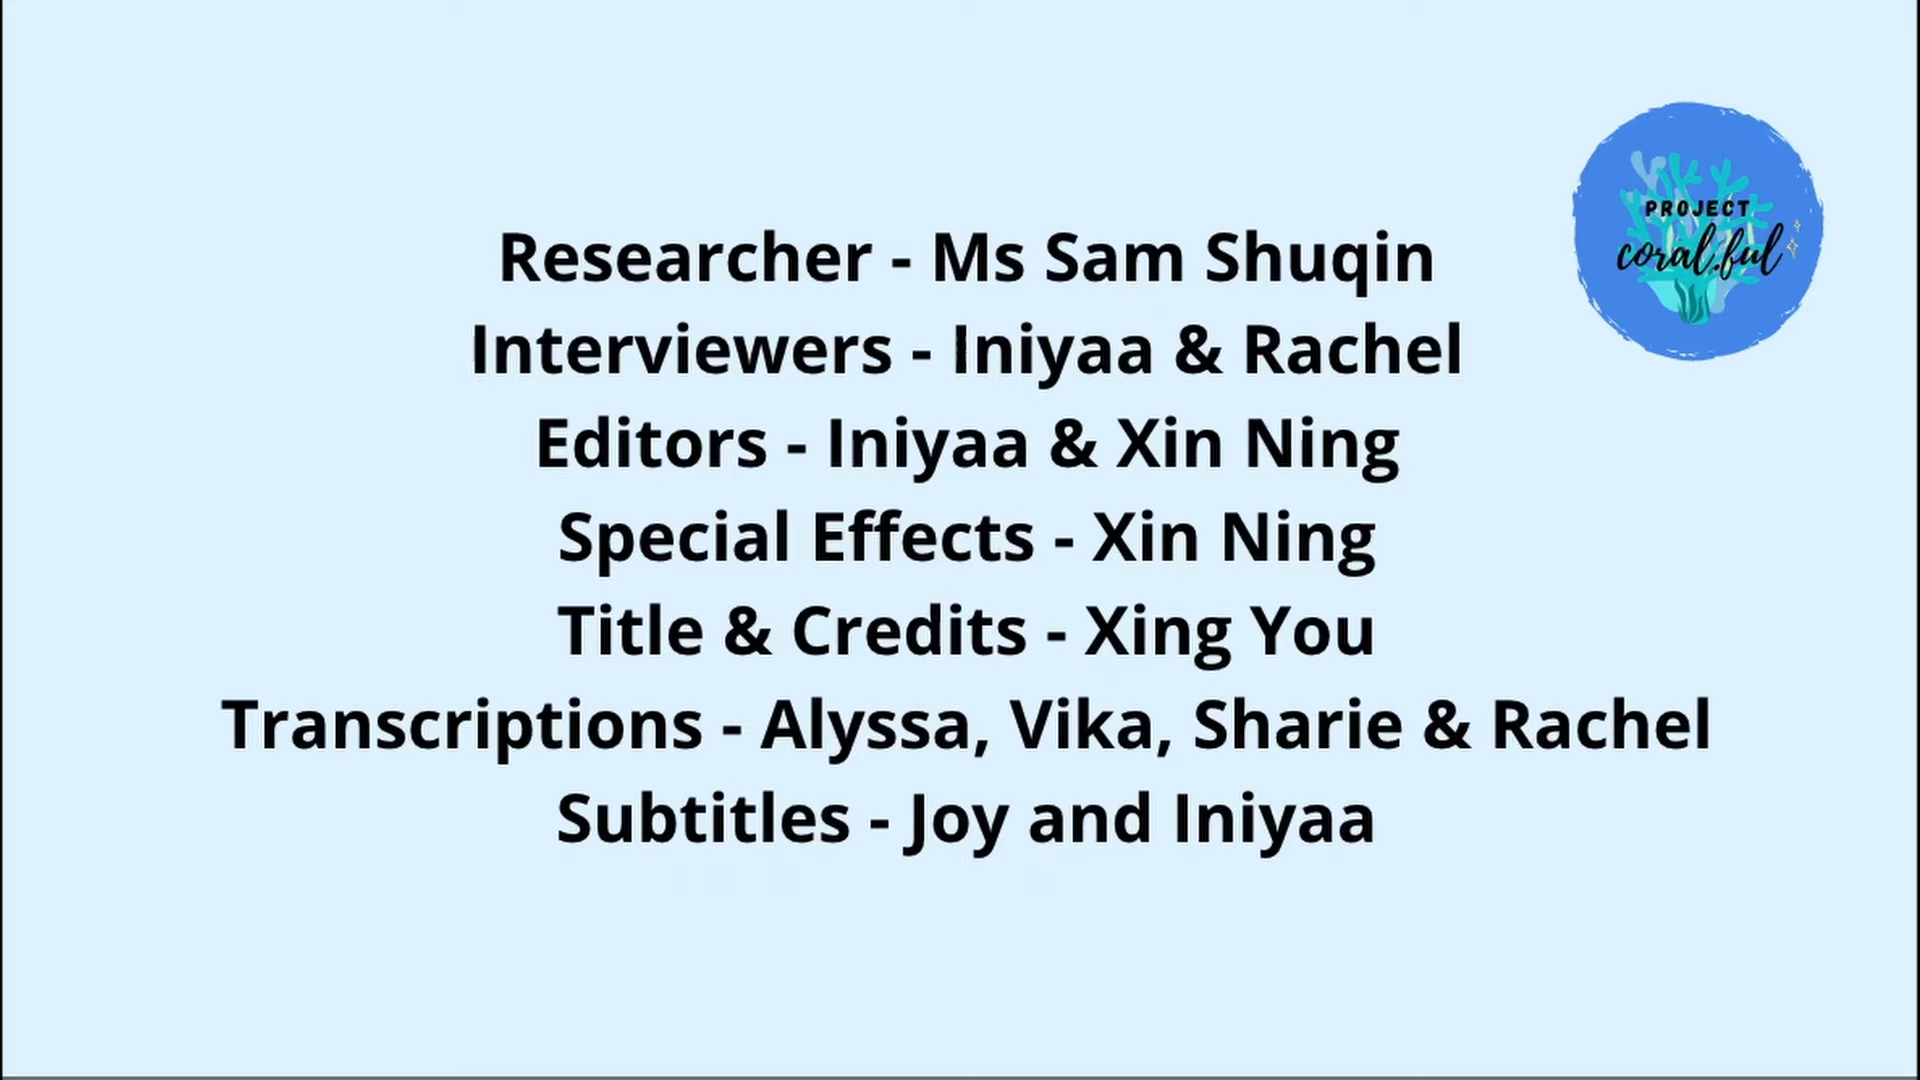 PROJECT
coral.ful
Researcher - Ms Sam Shuqin
Interviewers - Iniyaa & Rachel
Editors - Iniyaa & Xin Ning
Special Effects - Xin Ning
Title & Credits - Xing You
Transcriptions - Alyssa, Vika, Sharie & Rachel
Subtitles - Joy and Iniyaa